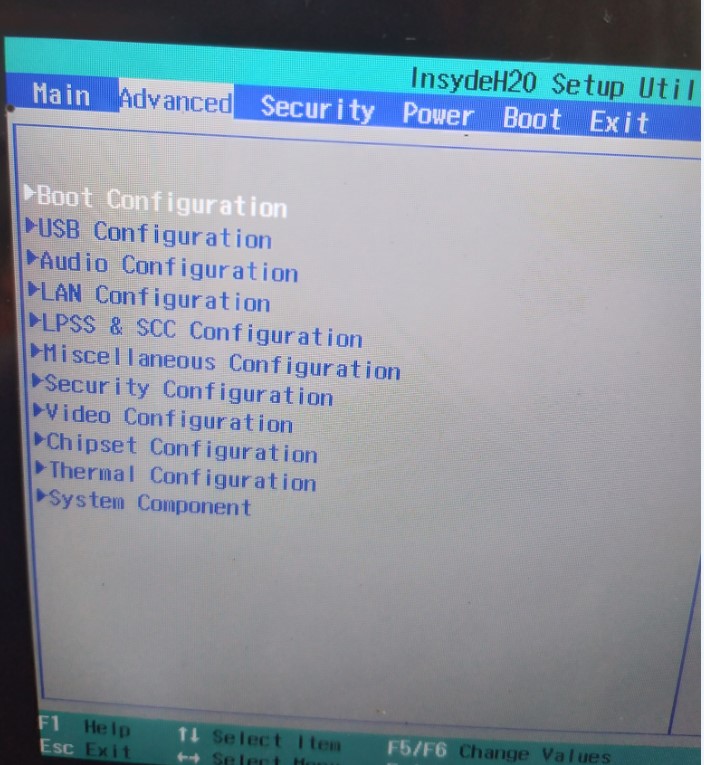 InsydeH20 Setup Util
Main Advanced Security Power Boot Exit
▶Boot Configuration
▶USB Configuration
▶Audio Configuration
▶LAN Configuration
▶LPSS & SCC Configuration
▶Miscellaneous Configuration
▶Security Configuration
▶Video Configuration
▶Chipset Configuration
▶Thermal Configuration
▶System Component
F1 Help ↑↓ Select Item F5/F6 Change Values
Esc Exit ↔ Select